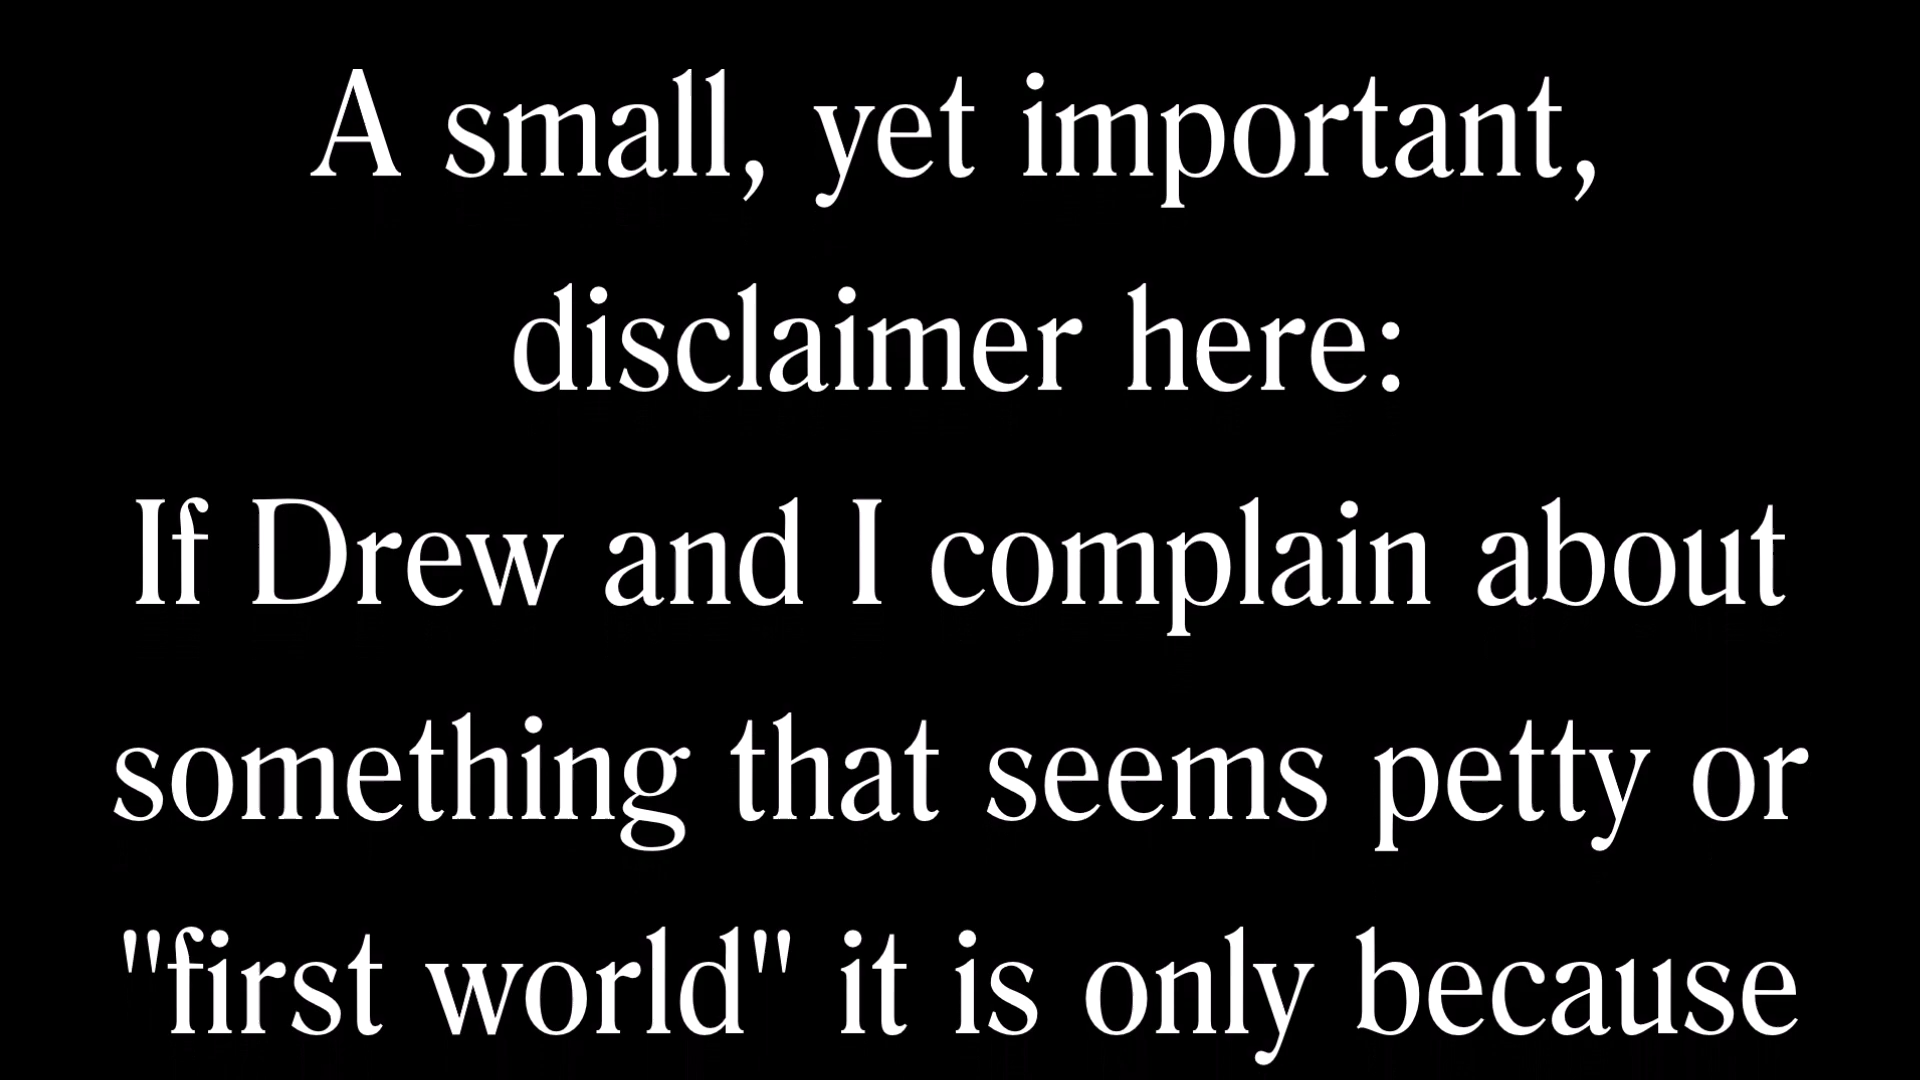 A small, yet important,
disclaimer here:
If Drew and I complain about
something that seems petty or
"first world" it is only because